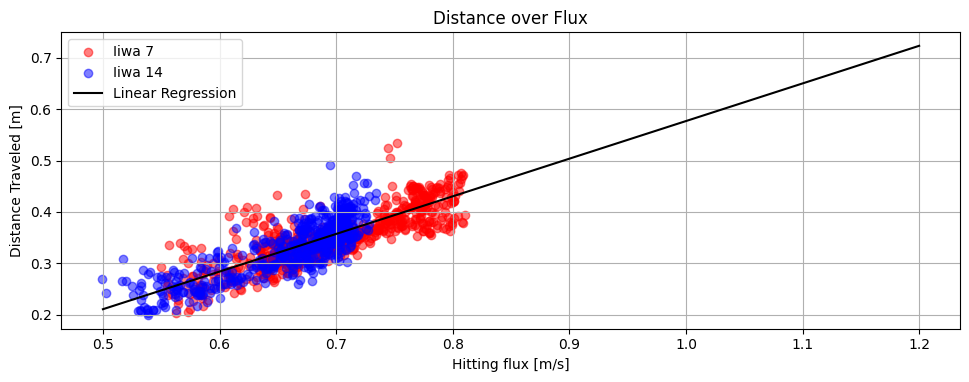 Distance over Flux
Iiwa 7
Iiwa 14
Linear Regression
Distance Traveled [m]
0.7
0.6
0.5
0.4
0.3
0.2
0.5 0.6 0.7 0.8 0.9 1.0 1.1 1.2
Hitting flux [m/s]